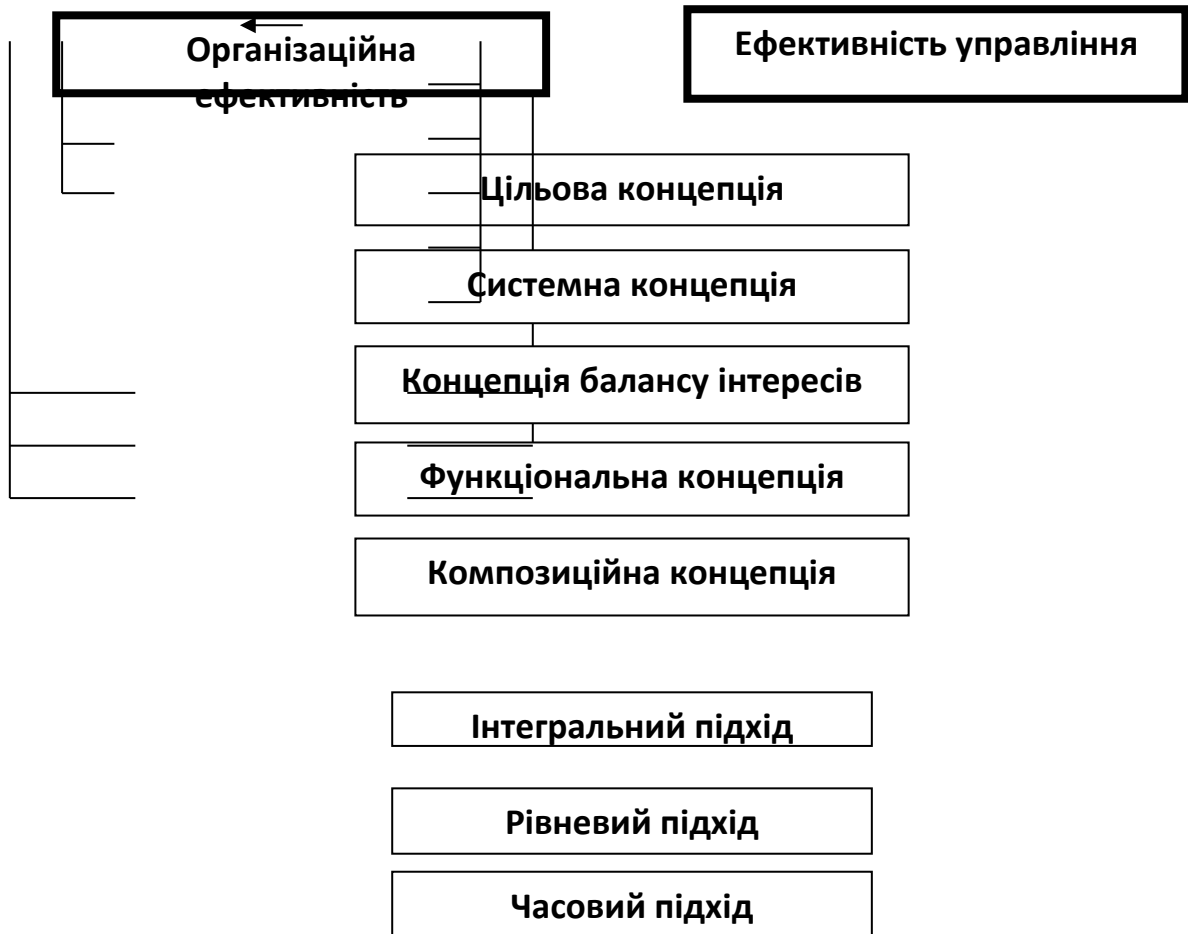 Організаційна
ефективність
Ефективність управління
Цільова концепція
Системна концепція
Концепція балансу інтересів
Функціональна концепція
Композиційна концепція
Інтегральний підхід
Рівневий підхід
Часовий підхід